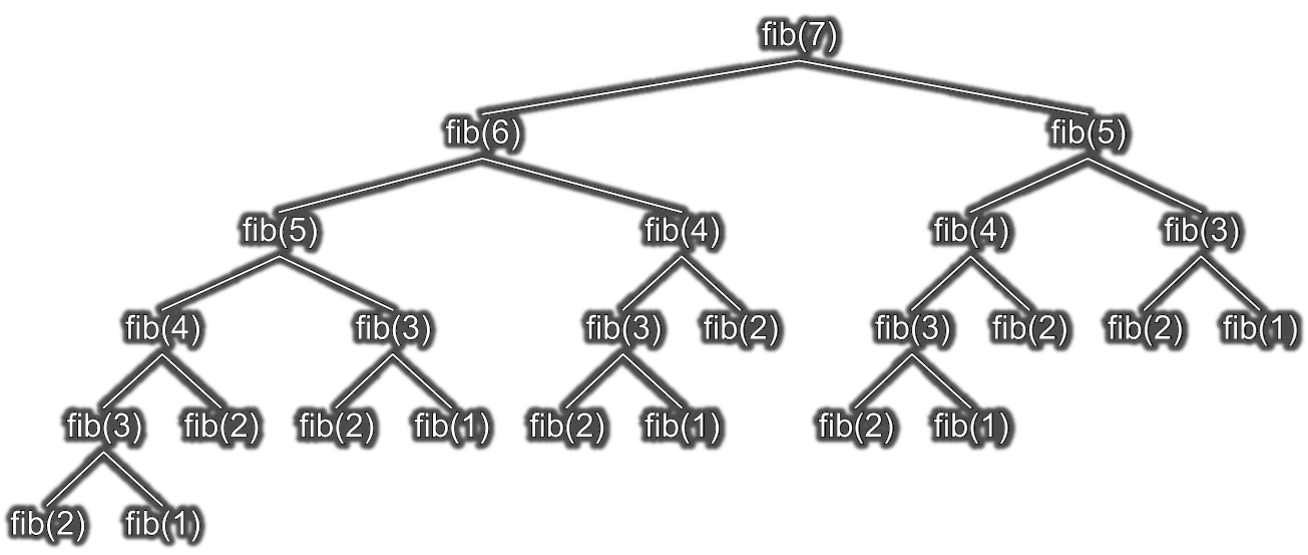 fib(7)
fib(6) fib(5)
fib(5) fib(4) fib(4) fib(3)
fib(4) fib(3) fib(3) fib(2) fib(3) fib(2) fib(2) fib(1)
fib(3) fib(2) fib(2) fib(1) fib(2) fib(1) fib(2) fib(1)
fib(2) fib(1)